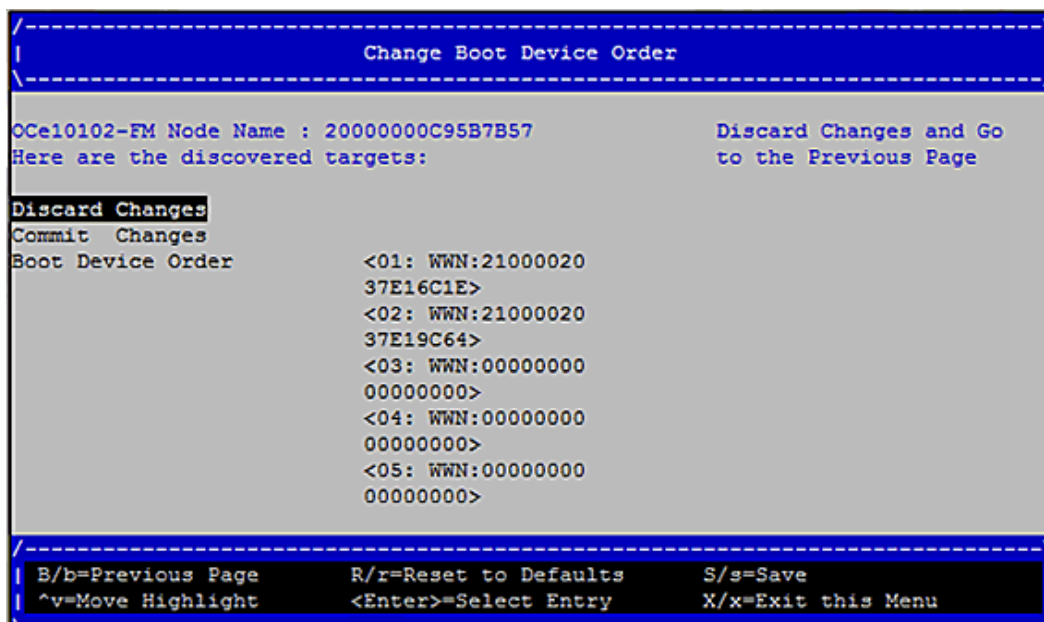 /------------------------------------------------------------------------------
| Change Boot Device Order
\------------------------------------------------------------------------------
OCe10102-FM Node Name : 20000000C95B7B57 Discard Changes and Go
Here are the discovered targets: to the Previous Page
Discard Changes
Commit  Changes
Boot Device Order <01: WWN:21000020
37E16C1E>
<02: WWN:21000020
37E19C64>
<03: WWN:00000000
00000000>
<04: WWN:00000000
00000000>
<05: WWN:00000000
00000000>
/------------------------------------------------------------------------------
| B/b=Previous Page R/r=Reset to Defaults S/s=Save
| ^v=Move Highlight <Enter>=Select Entry X/x=Exit this Menu